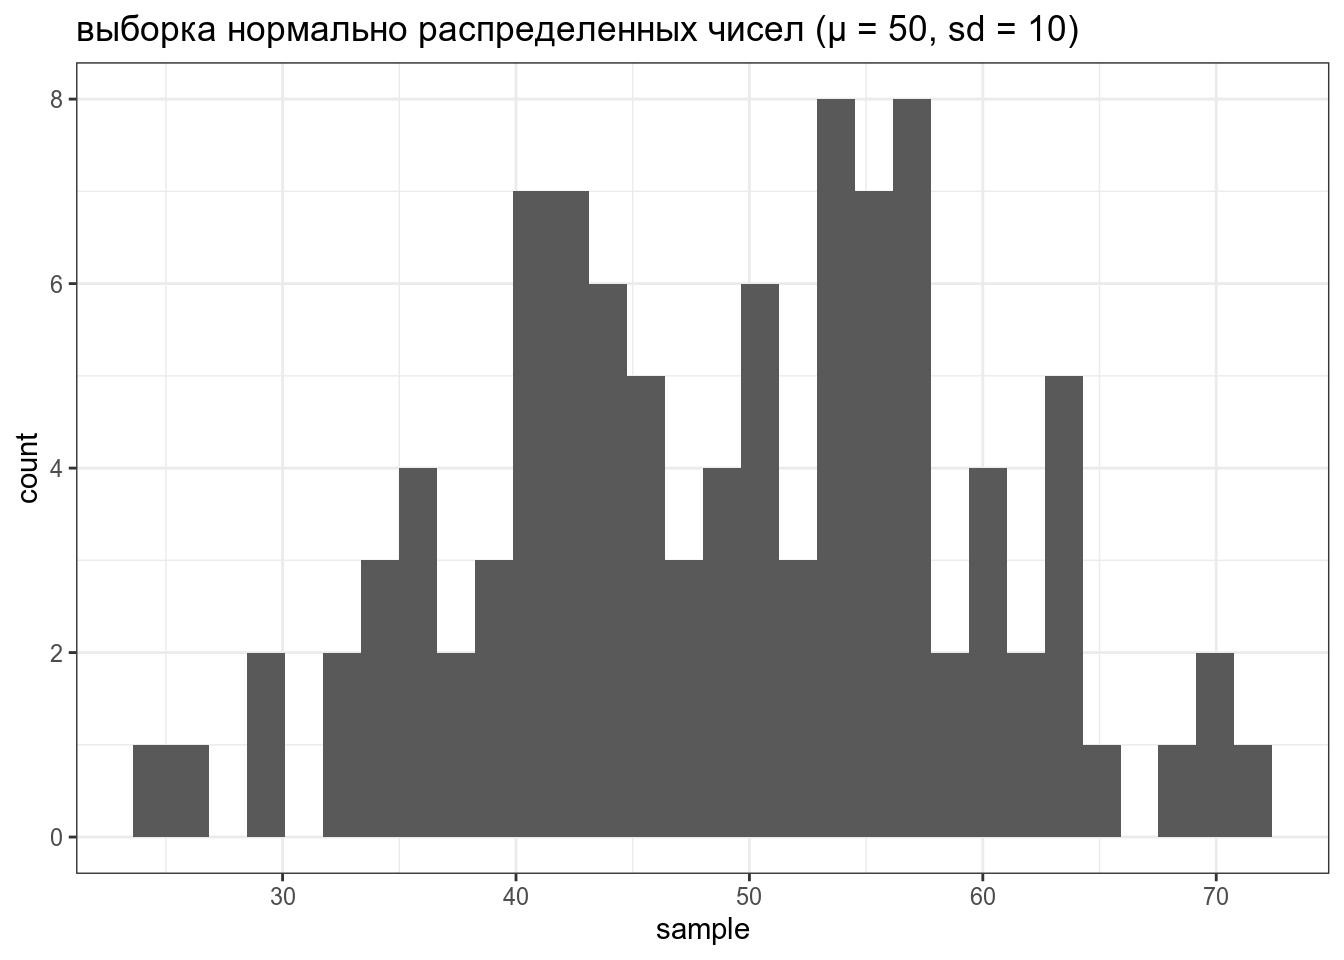 выборка нормально распределенных чисел (μ = 50, sd = 10)
8
6
4
2
0
count
30 40 50 60 70
sample